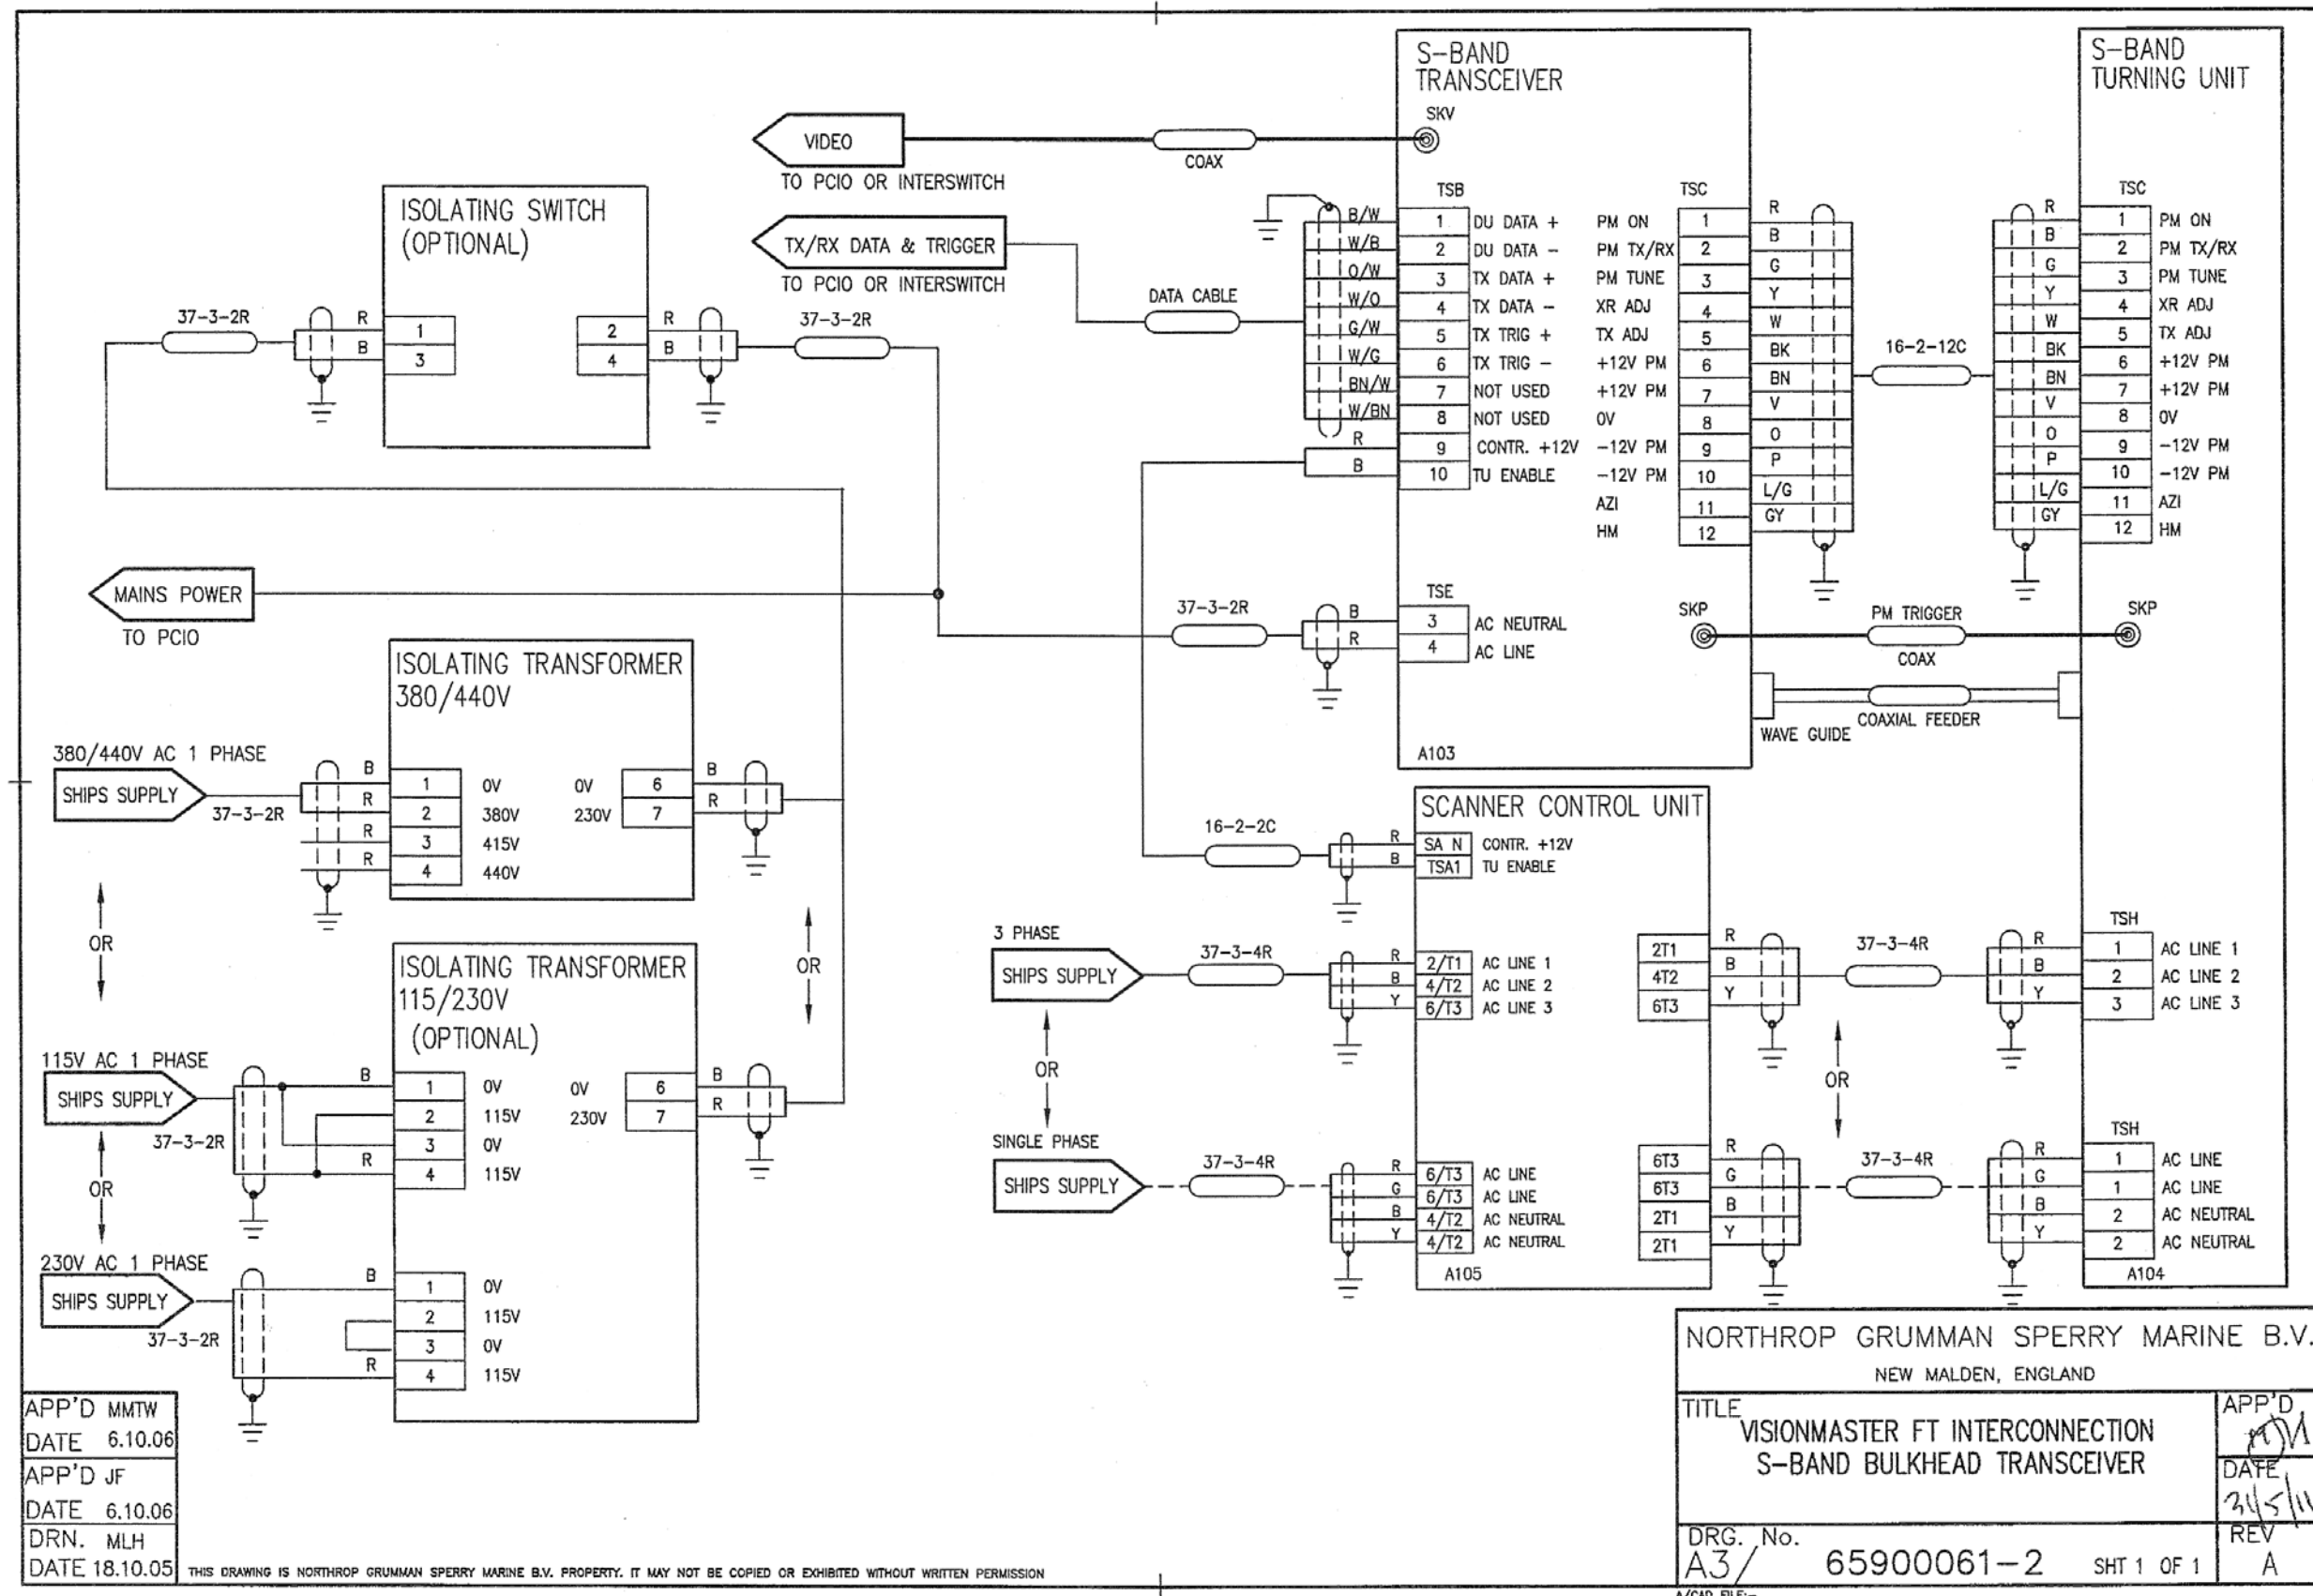 S-BAND
TRANSCEIVER
SKV
S-BAND
TURNING UNIT
VIDEO
COAX
TO PCIO OR INTERSWITCH
TX/RX DATA & TRIGGER
TO PCIO OR INTERSWITCH
DATA CABLE
ISOLATING SWITCH
(OPTIONAL)
37-3-2R
R
B
1
3
2
4
R
B
37-3-2R
TSB
B/W 1 DU DATA +
W/B 2 DU DATA -
O/W 3 TX DATA +
W/O 4 TX DATA -
G/W 5 TX TRIG +
W/G 6 TX TRIG -
BN/W 7 NOT USED
W/BN 8 NOT USED
R 9 CONTR. +12V
B 10 TU ENABLE
TSC
PM ON 1 R
PM TX/RX 2 B
PM TUNE 3 G
XR ADJ 4 Y
TX ADJ 5 W
+12V PM 6 BK
+12V PM 7 BN
0V 8 V
-12V PM 9 O
-12V PM 10 P
AZI 11 L/G
HM 12 GY
16-2-12C
TSC
R 1 PM ON
B 2 PM TX/RX
G 3 PM TUNE
Y 4 XR ADJ
W 5 TX ADJ
BK 6 +12V PM
BN 7 +12V PM
V 8 0V
O 9 -12V PM
P 10 -12V PM
L/G 11 AZI
GY 12 HM
MAINS POWER
TO PCIO
37-3-2R
TSE
B 3 AC NEUTRAL
R 4 AC LINE
SKP
PM TRIGGER
COAX
SKP
WAVE GUIDE
COAXIAL FEEDER
A103
ISOLATING TRANSFORMER
380/440V
380/440V AC 1 PHASE
SHIPS SUPPLY
37-3-2R
B 1 0V
R 2 380V
R 3 415V
R 4 440V
0V 6 B
230V 7 R
OR
OR
ISOLATING TRANSFORMER
115/230V
(OPTIONAL)
115V AC 1 PHASE
SHIPS SUPPLY
37-3-2R
B 1 0V
2 115V
3 0V
R 4 115V
0V 6 B
230V 7 R
OR
230V AC 1 PHASE
SHIPS SUPPLY
37-3-2R
B 1 0V
2 115V
3 0V
R 4 115V
SCANNER CONTROL UNIT
16-2-2C
R SA N CONTR. +12V
B TSA1 TU ENABLE
3 PHASE
SHIPS SUPPLY
37-3-4R
R 2/T1 AC LINE 1
B 4/T2 AC LINE 2
Y 6/T3 AC LINE 3
2T1 R
4T2 B
6T3 Y
37-3-4R
TSH
R 1 AC LINE 1
B 2 AC LINE 2
Y 3 AC LINE 3
OR
OR
SINGLE PHASE
SHIPS SUPPLY
37-3-4R
R 6/T3 AC LINE
G 6/T3 AC LINE
B 4/T2 AC NEUTRAL
Y 4/T2 AC NEUTRAL
6T3 R
6T3 G
2T1 B
2T1 Y
37-3-4R
TSH
R 1 AC LINE
G 1 AC LINE
B 2 AC NEUTRAL
Y 2 AC NEUTRAL
A105
A104
NORTHROP GRUMMAN SPERRY MARINE B.V.
NEW MALDEN, ENGLAND
TITLE
VISIONMASTER FT INTERCONNECTION
S-BAND BULKHEAD TRANSCEIVER
APP'D
DATE
31/5/11
DRG. No.
A3/ 65900061-2 SHT 1 OF 1
REV
A
APP'D MMTW
DATE 6.10.06
APP'D JF
DATE 6.10.06
DRN. MLH
DATE 18.10.05
THIS DRAWING IS NORTHROP GRUMMAN SPERRY MARINE B.V. PROPERTY. IT MAY NOT BE COPIED OR EXHIBITED WITHOUT WRITTEN PERMISSION